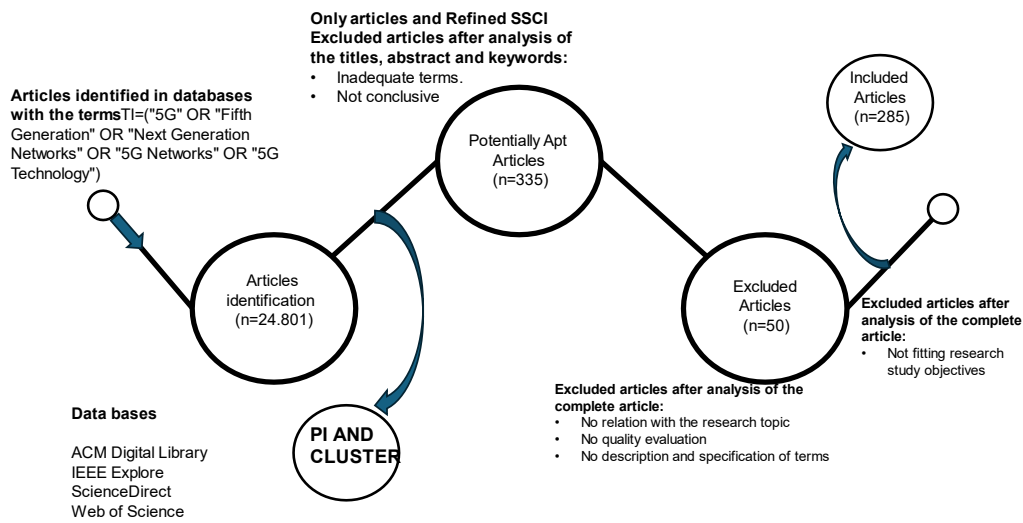 Only articles and Refined SSCI
Excluded articles after analysis of
the titles, abstract and keywords:
• Inadequate terms.
• Not conclusive
Articles identified in databases
with the termsTI=("5G" OR "Fifth
Generation" OR "Next Generation
Networks" OR "5G Networks" OR "5G
Technology")
Included
Articles
(n=285)
Potentially Apt
Articles
(n=335)
Articles
identification
(n=24.801)
Excluded
Articles
(n=50)
Excluded articles after
analysis of the complete
article:
• Not fitting research
study objectives
Excluded articles after analysis of the
complete article:
• No relation with the research topic
• No quality evaluation
• No description and specification of terms
PI AND
CLUSTER
Data bases
ACM Digital Library
IEEE Explore
ScienceDirect
Web of Science